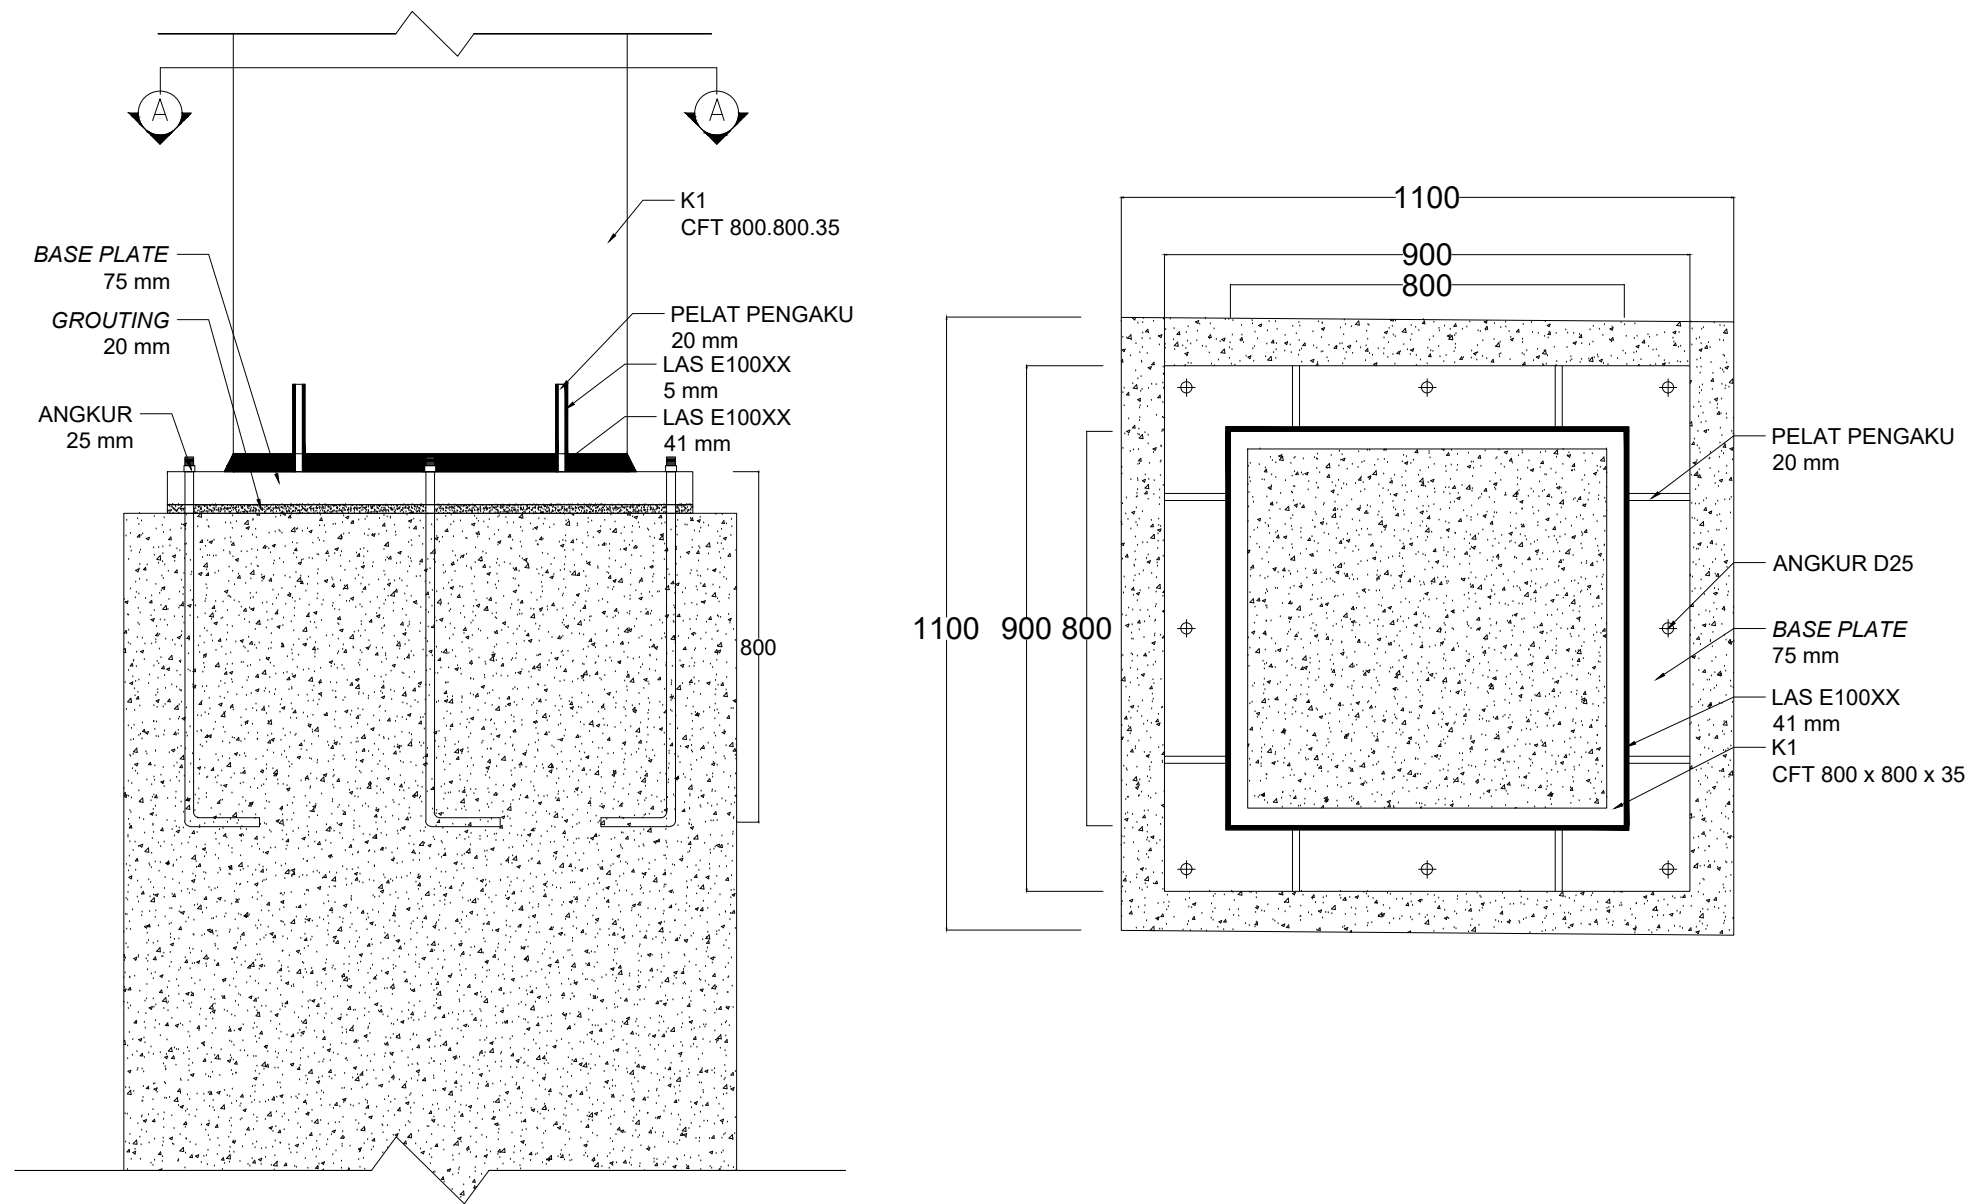 A
A
K1
CFT 800.800.35
BASE PLATE
75 mm
GROUTING
20 mm
PELAT PENGAKU
20 mm
LAS E100XX
5 mm
LAS E100XX
41 mm
ANGKUR
25 mm
800
1100
900
800
1100
900
800
PELAT PENGAKU
20 mm
ANGKUR D25
BASE PLATE
75 mm
LAS E100XX
41 mm
K1
CFT 800 x 800 x 35